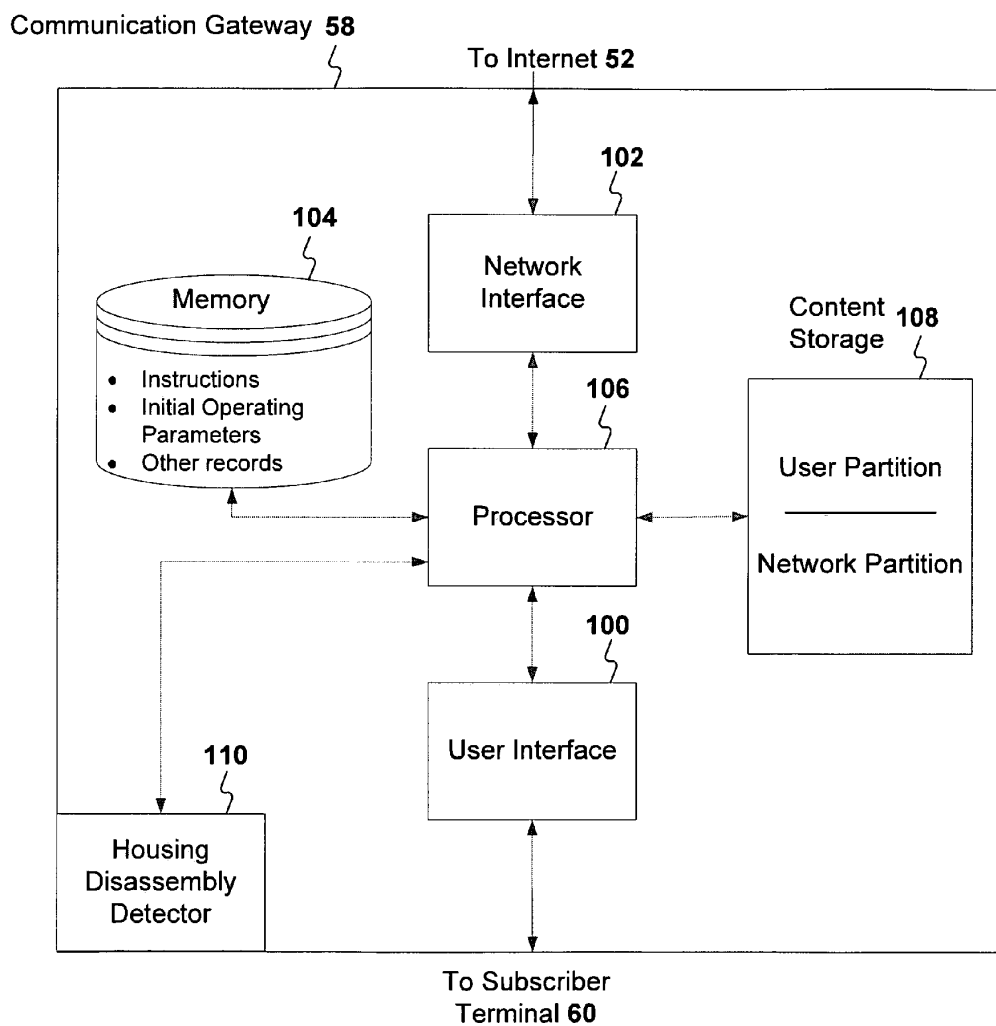 Communication Gateway 58
To Internet 52
102
Network
Interface
104
Memory
• Instructions
• Initial Operating
Parameters
• Other records
Content
Storage 108
106
Processor
User Partition
Network Partition
100
User Interface
110
Housing
Disassembly
Detector
To Subscriber
Terminal 60